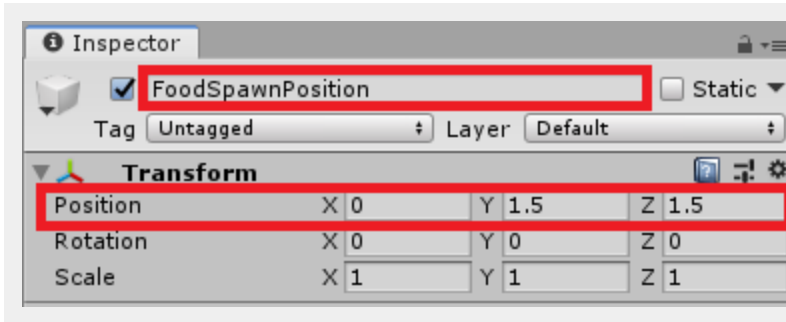 Inspector
FoodSpawnPosition Static
Tag Untagged Layer Default
Transform
Position X 0 Y 1.5 Z 1.5
Rotation X 0 Y 0 Z 0
Scale X 1 Y 1 Z 1